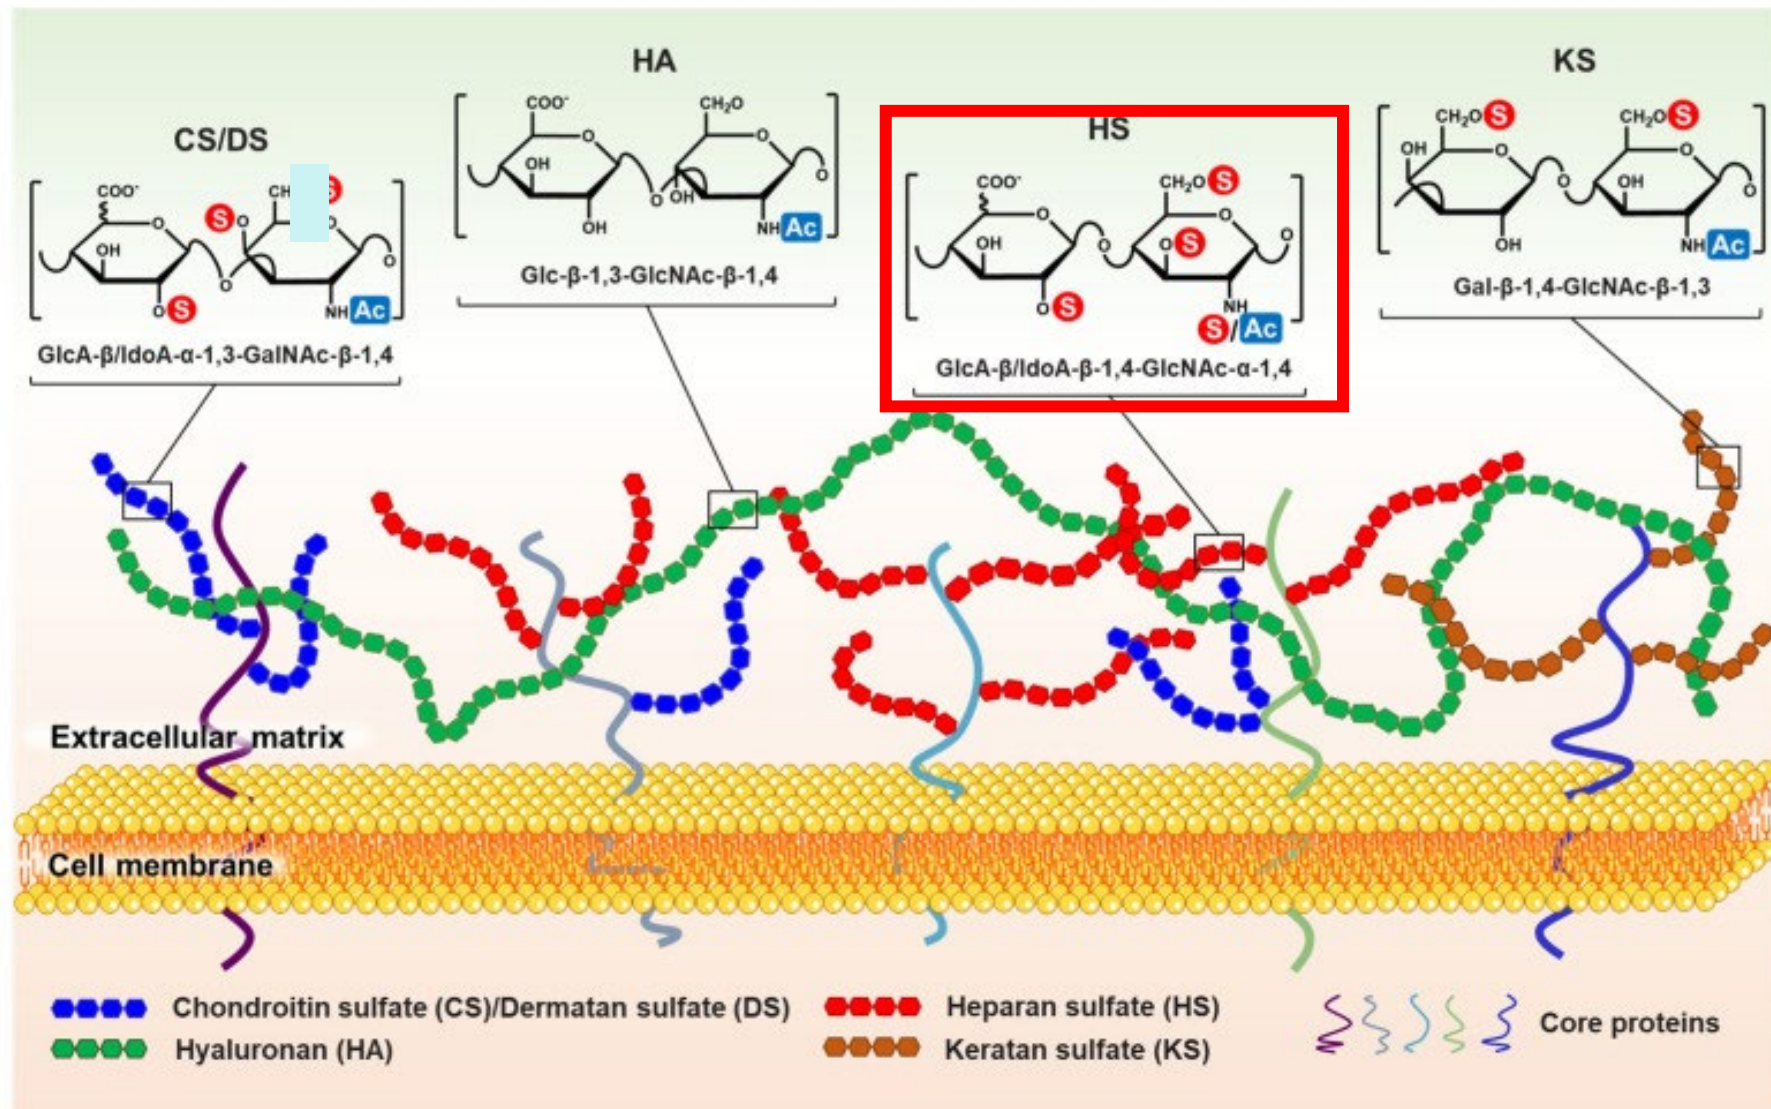 HA
KS
HS
CS/DS
COO⁻
CH₂O
O
OH
O
O
OH
O
OH
NH Ac
Glc-β-1,3-GlcNAc-β-1,4
CH₂O S
CH₂O S
OH
O
O
O
OH
O
OH
NH Ac
Gal-β-1,4-GlcNAc-β-1,3
COO⁻
CH₂O S
O
O
OH
O
O S
O
O S
NH
S/Ac
GlcA-β/IdoA-β-1,4-GlcNAc-α-1,4
COO⁻
S
S
O
O
OH
O
O
O S
NH Ac
GlcA-β/IdoA-α-1,3-GalNAc-β-1,4
Extracellular matrix
Cell membrane
Chondroitin sulfate (CS)/Dermatan sulfate (DS)
Heparan sulfate (HS)
Hyaluronan (HA)
Keratan sulfate (KS)
Core proteins